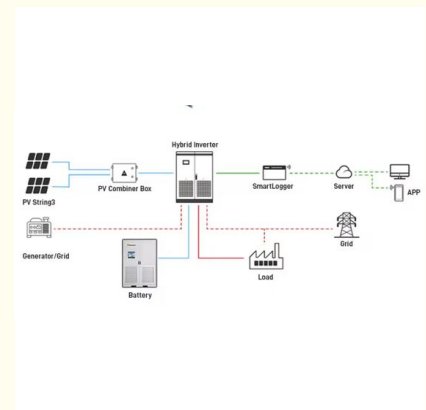 Hybrid Inverter
PV String3
PV Combiner Box
SmartLogger
Server
APP
Generator/Grid
Grid
Battery
Load